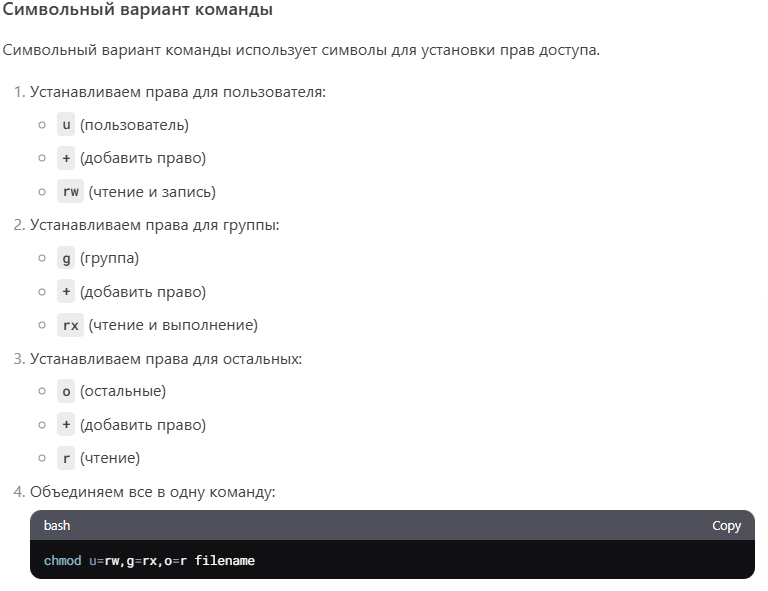 Символьный вариант команды
Символьный вариант команды использует символы для установки прав доступа.
1. Устанавливаем права для пользователя:
u (пользователь)
+ (добавить право)
rw (чтение и запись)
2. Устанавливаем права для группы:
g (группа)
+ (добавить право)
rx (чтение и выполнение)
3. Устанавливаем права для остальных:
o (остальные)
+ (добавить право)
r (чтение)
4. Объединяем все в одну команду:
bash Copy
chmod u=rw,g=rx,o=r filename